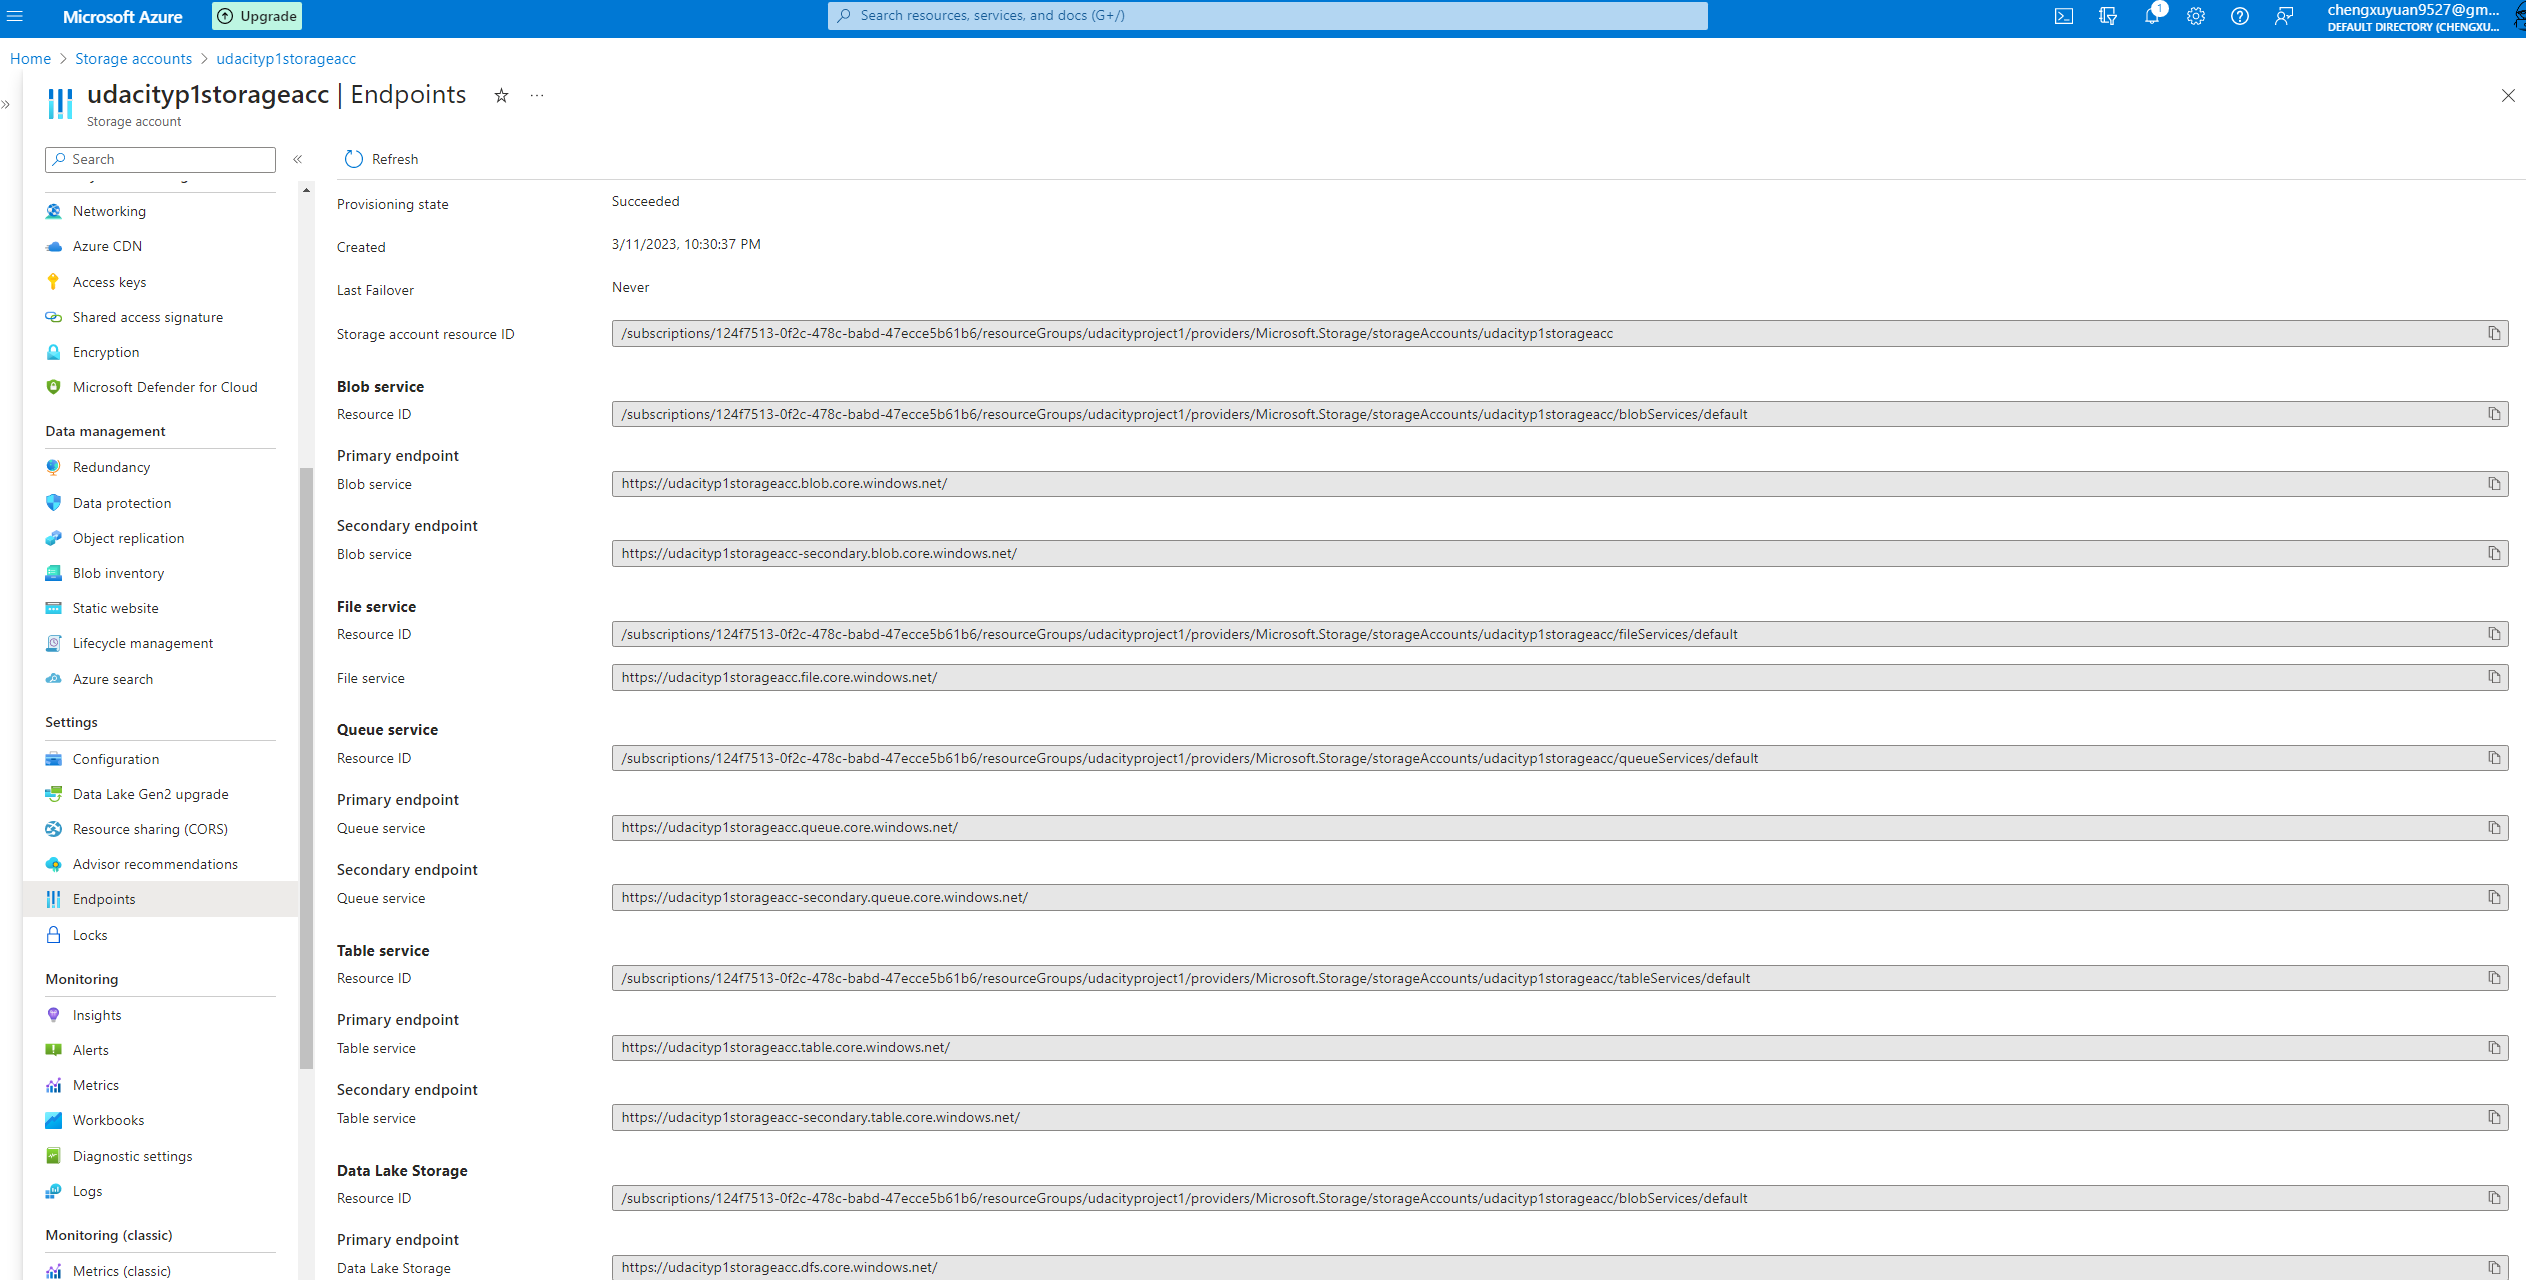 Microsoft Azure
Upgrade
Search resources, services, and docs (G+/)
1
chengxuyuan9527@gm...
DEFAULT DIRECTORY (CHENGXU...
Home > Storage accounts > udacityp1storageacc
udacityp1storageacc | Endpoints
Storage account
Search
Refresh
Networking
Azure CDN
Access keys
Shared access signature
Encryption
Microsoft Defender for Cloud
Data management
Redundancy
Data protection
Object replication
Blob inventory
Static website
Lifecycle management
Azure search
Settings
Configuration
Data Lake Gen2 upgrade
Resource sharing (CORS)
Advisor recommendations
Endpoints
Locks
Monitoring
Insights
Alerts
Metrics
Workbooks
Diagnostic settings
Logs
Monitoring (classic)
Metrics (classic)
Provisioning state Succeeded
Created 3/11/2023, 10:30:37 PM
Last Failover Never
Storage account resource ID /subscriptions/124f7513-0f2c-478c-babd-47ecce5b61b6/resourceGroups/udacityproject1/providers/Microsoft.Storage/storageAccounts/udacityp1storageacc
Blob service
Resource ID /subscriptions/124f7513-0f2c-478c-babd-47ecce5b61b6/resourceGroups/udacityproject1/providers/Microsoft.Storage/storageAccounts/udacityp1storageacc/blobServices/default
Primary endpoint
Blob service https://udacityp1storageacc.blob.core.windows.net/
Secondary endpoint
Blob service https://udacityp1storageacc-secondary.blob.core.windows.net/
File service
Resource ID /subscriptions/124f7513-0f2c-478c-babd-47ecce5b61b6/resourceGroups/udacityproject1/providers/Microsoft.Storage/storageAccounts/udacityp1storageacc/fileServices/default
File service https://udacityp1storageacc.file.core.windows.net/
Queue service
Resource ID /subscriptions/124f7513-0f2c-478c-babd-47ecce5b61b6/resourceGroups/udacityproject1/providers/Microsoft.Storage/storageAccounts/udacityp1storageacc/queueServices/default
Primary endpoint
Queue service https://udacityp1storageacc.queue.core.windows.net/
Secondary endpoint
Queue service https://udacityp1storageacc-secondary.queue.core.windows.net/
Table service
Resource ID /subscriptions/124f7513-0f2c-478c-babd-47ecce5b61b6/resourceGroups/udacityproject1/providers/Microsoft.Storage/storageAccounts/udacityp1storageacc/tableServices/default
Primary endpoint
Table service https://udacityp1storageacc.table.core.windows.net/
Secondary endpoint
Table service https://udacityp1storageacc-secondary.table.core.windows.net/
Data Lake Storage
Resource ID /subscriptions/124f7513-0f2c-478c-babd-47ecce5b61b6/resourceGroups/udacityproject1/providers/Microsoft.Storage/storageAccounts/udacityp1storageacc/blobServices/default
Primary endpoint
Data Lake Storage https://udacityp1storageacc.dfs.core.windows.net/